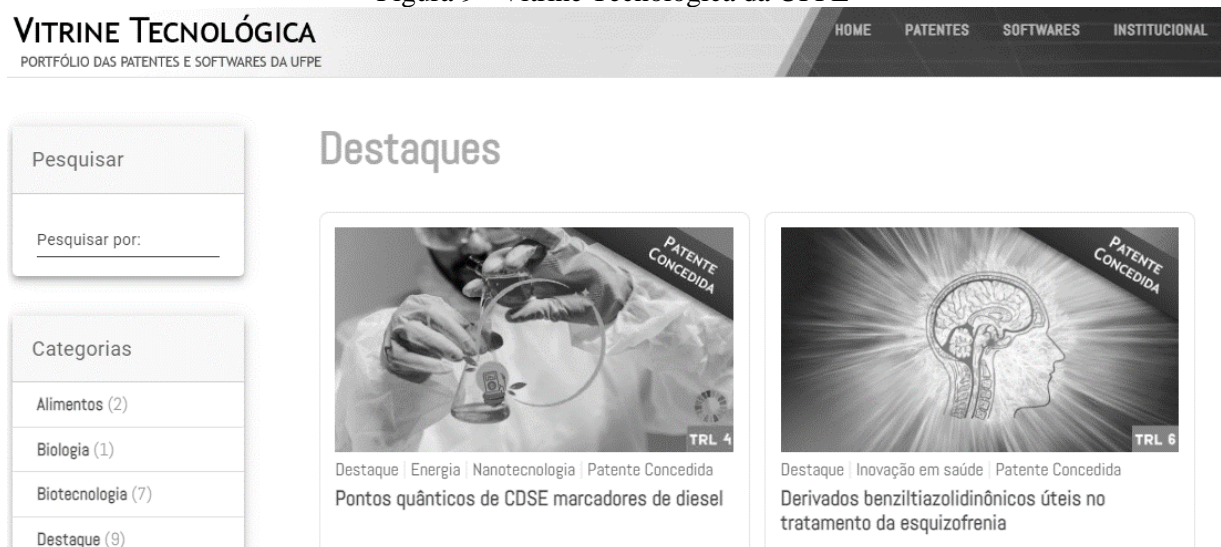 VITRINE TECNOLÓGICA
PORTFÓLIO DAS PATENTES E SOFTWARES DA UFPE
HOME PATENTES SOFTWARES INSTITUCIONAL
Pesquisar
Pesquisar por:
Categorias
Alimentos (2)
Biologia (1)
Biotecnologia (7)
Destaque (9)
Destaques
PATENTE
CONCEDIDA
TRL 4
Destaque | Energia | Nanotecnologia | Patente Concedida
Pontos quânticos de CDSE marcadores de diesel
PATENTE
CONCEDIDA
TRL 6
Destaque | Inovação em saúde | Patente Concedida
Derivados benziltiazolidinônicos úteis no
tratamento da esquizofrenia